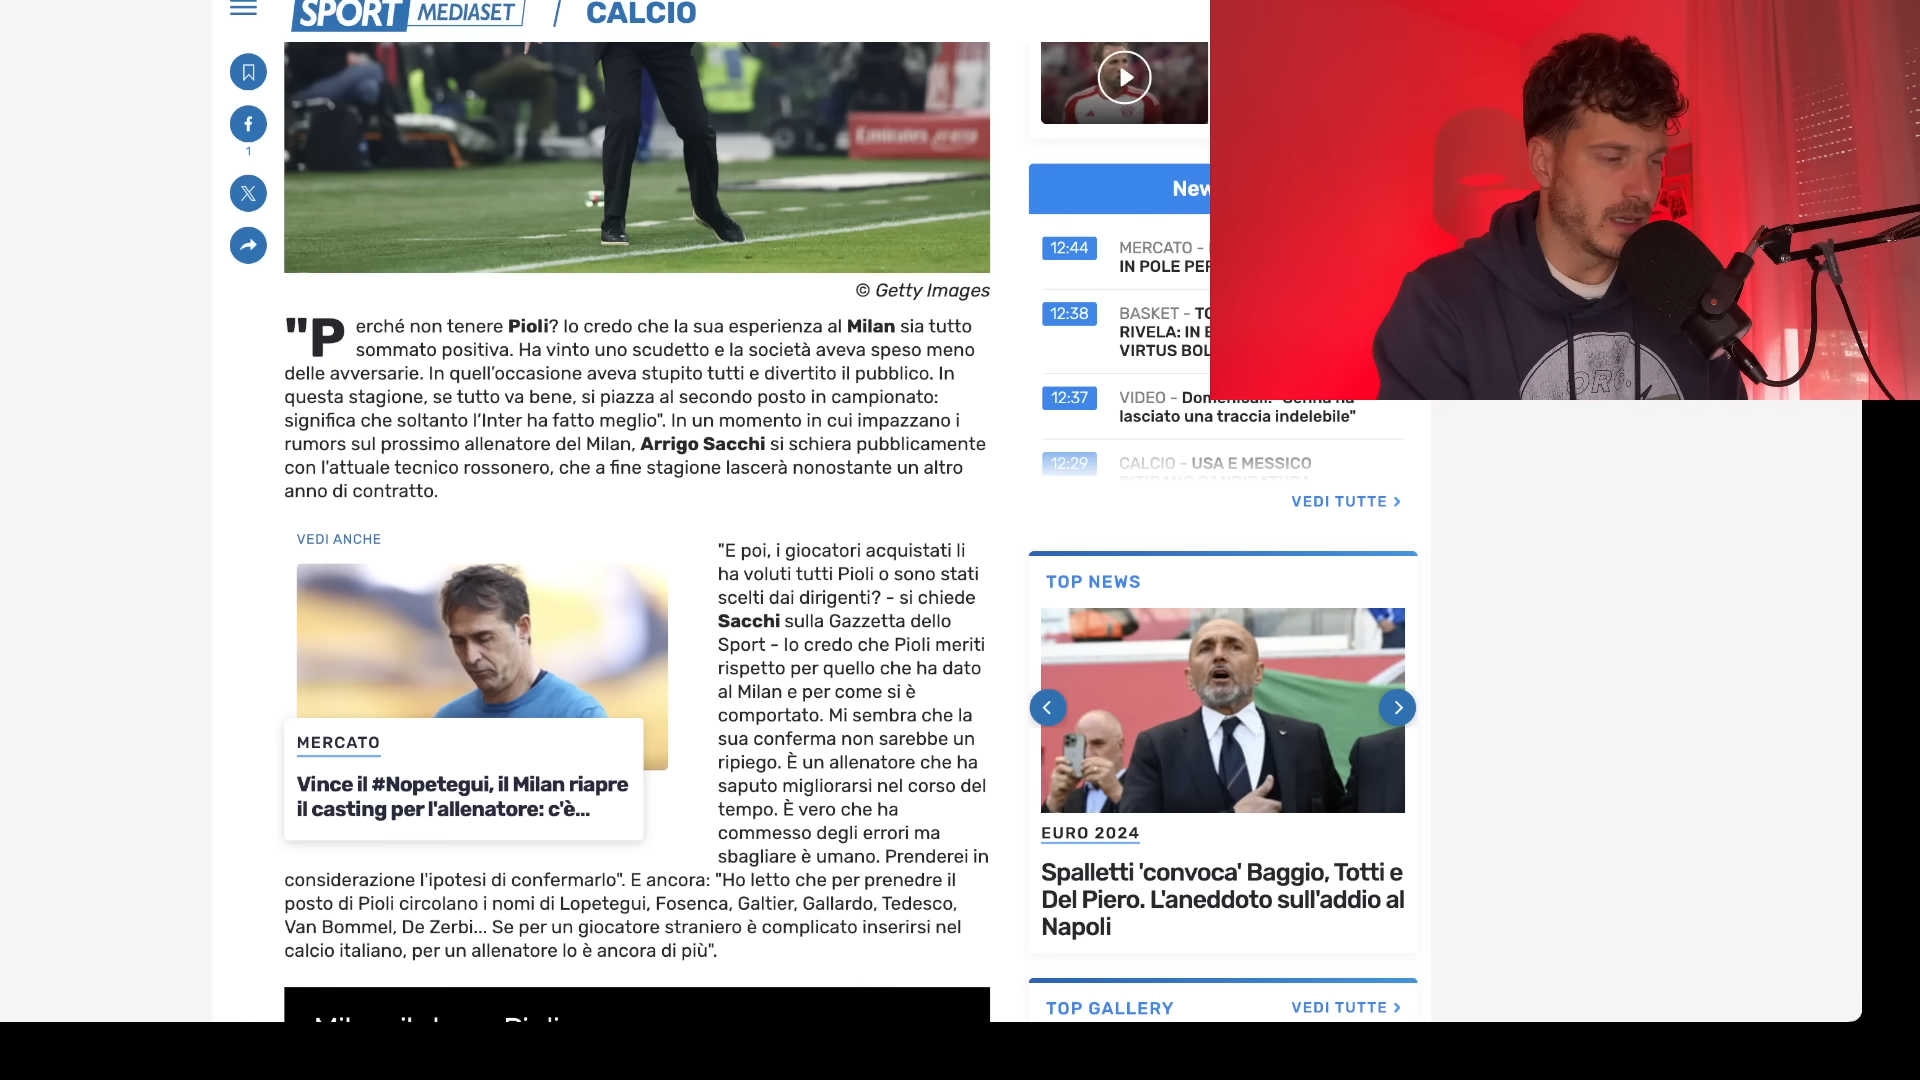 SPORT MEDIASET / CALCIO
1
Emirates
© Getty Images
"Perché non tenere Pioli? Io credo che la sua esperienza al Milan sia tutto
sommato positiva. Ha vinto uno scudetto e la società aveva speso meno
delle avversarie. In quell'occasione aveva stupito tutti e divertito il pubblico. In
questa stagione, se tutto va bene, si piazza al secondo posto in campionato:
significa che soltanto l'Inter ha fatto meglio". In un momento in cui impazzano i
rumors sul prossimo allenatore del Milan, Arrigo Sacchi si schiera pubblicamente
con l'attuale tecnico rossonero, che a fine stagione lascerà nonostante un altro
anno di contratto.
VEDI ANCHE
MERCATO
Vince il #Nopetegui, il Milan riapre
il casting per l'allenatore: c'è...
"E poi, i giocatori acquistati li
ha voluti tutti Pioli o sono stati
scelti dai dirigenti? - si chiede
Sacchi sulla Gazzetta dello
Sport - Io credo che Pioli meriti
rispetto per quello che ha dato
al Milan e per come si è
comportato. Mi sembra che la
sua conferma non sarebbe un
ripiego. È un allenatore che ha
saputo migliorarsi nel corso del
tempo. È vero che ha
commesso degli errori ma
sbagliare è umano. Prenderei in
considerazione l'ipotesi di confermarlo". E ancora: "Ho letto che per prenedre il
posto di Pioli circolano i nomi di Lopetegui, Fosenca, Galtier, Gallardo, Tedesco,
Van Bommel, De Zerbi... Se per un giocatore straniero è complicato inserirsi nel
calcio italiano, per un allenatore lo è ancora di più".
New
12:44
MERCATO -
IN POLE PER
12:38
BASKET - TO
RIVELA: IN
VIRTUS BOL
12:37
VIDEO -
lasciato una traccia indelebile"
12:29
CALCIO - USA E MESSICO
VEDI TUTTE >
TOP NEWS
EURO 2024
Spalletti 'convoca' Baggio, Totti e
Del Piero. L'aneddoto sull'addio al
Napoli
TOP GALLERY
VEDI TUTTE >